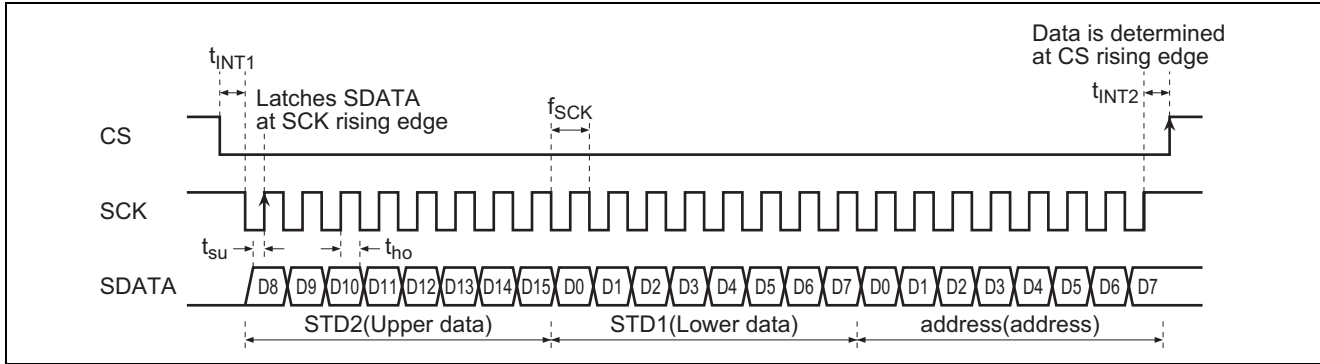 Data is determined
at CS rising edge
tINT1
Latches SDATA
at SCK rising edge
fSCK
tINT2
CS
SCK
tsu
tho
SDATA
D8 D9 D10 D11 D12 D13 D14 D15 D0 D1 D2 D3 D4 D5 D6 D7 D0 D1 D2 D3 D4 D5 D6 D7
STD2(Upper data) STD1(Lower data) address(address)